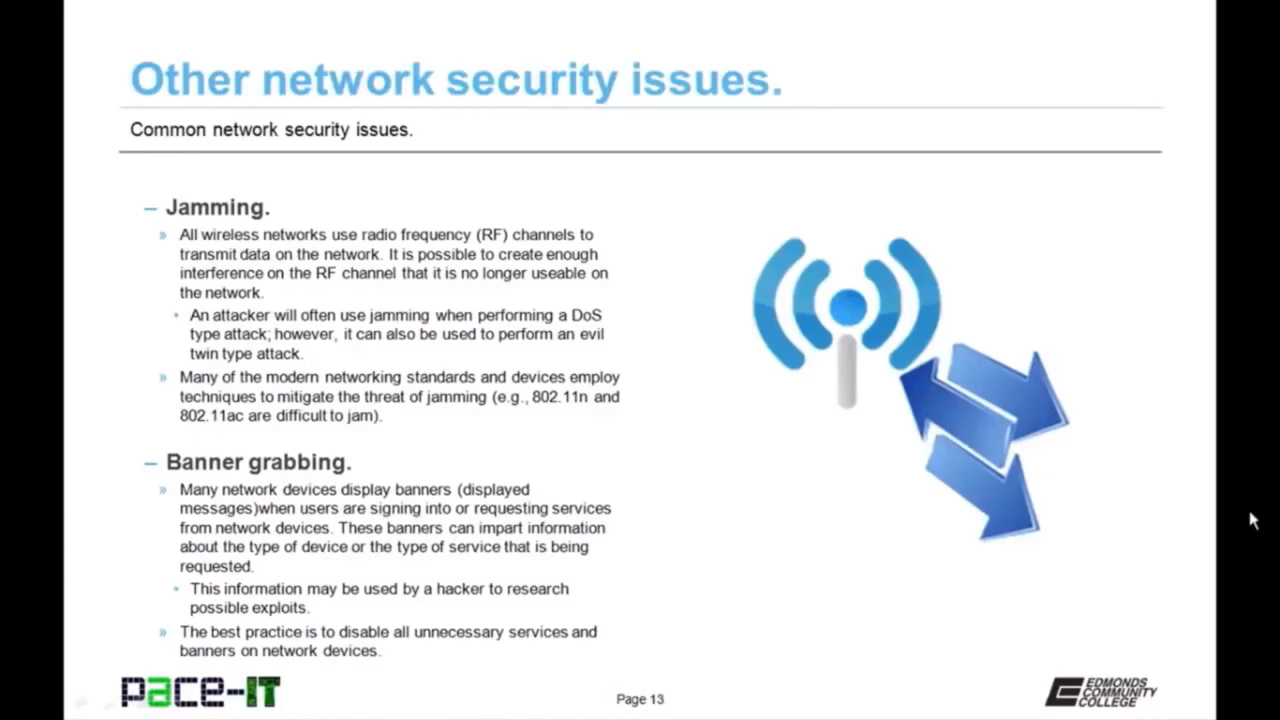 Other network security issues.
Common network security issues.
– Jamming.
» All wireless networks use radio frequency (RF) channels to
transmit data on the network. It is possible to create enough
interference on the RF channel that it is no longer useable on
the network.
• An attacker will often use jamming when performing a DoS
type attack; however, it can also be used to perform an evil
twin type attack.
» Many of the modern networking standards and devices employ
techniques to mitigate the threat of jamming (e.g., 802.11n and
802.11ac are difficult to jam).
– Banner grabbing.
» Many network devices display banners (displayed
messages)when users are signing into or requesting services
from network devices. These banners can impart information
about the type of device or the type of service that is being
requested.
• This information may be used by a hacker to research
possible exploits.
» The best practice is to disable all unnecessary services and
banners on network devices.
pace-IT
Page 13
EDMONDS
COMMUNITY
COLLEGE